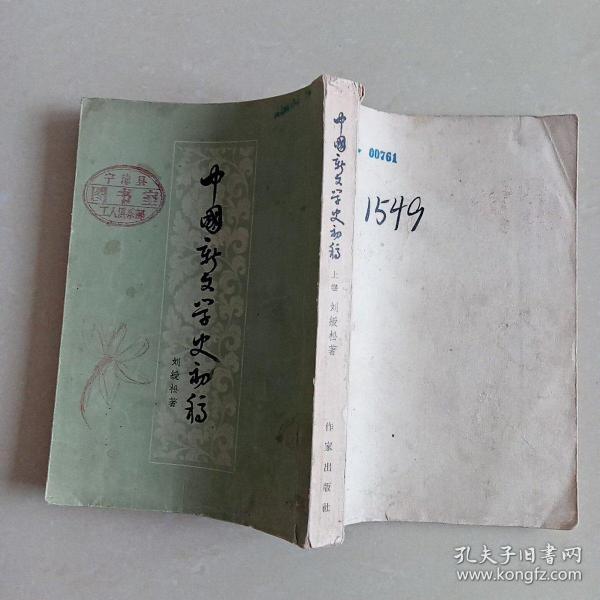 宁海县
图书室
工人俱乐部
中國新文学史初稿
刘绶松著
中國新文学史初稿
上卷
刘绶松著
作家出版社
00761
1549
孔夫子旧书网
www.kongfz.com